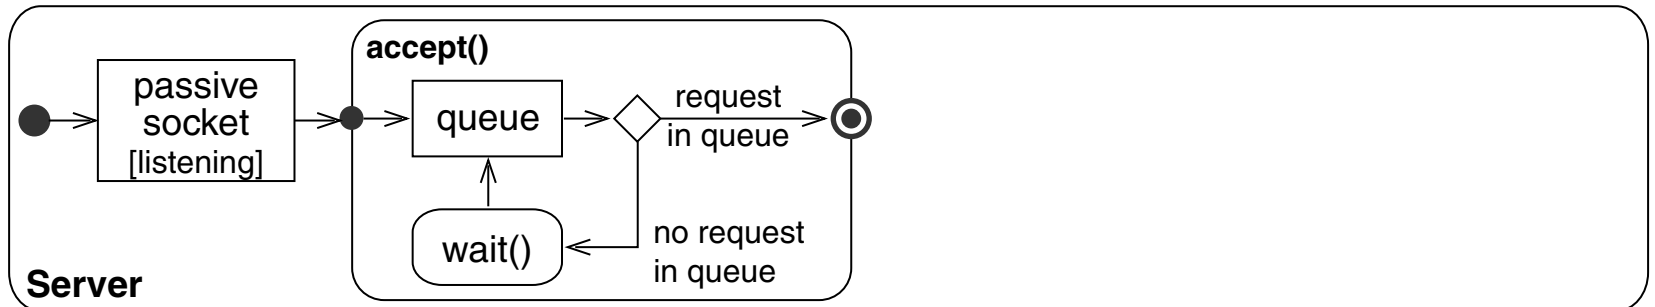 accept()
passive
socket
[listening]
queue
request
in queue
wait()
no request
in queue
Server